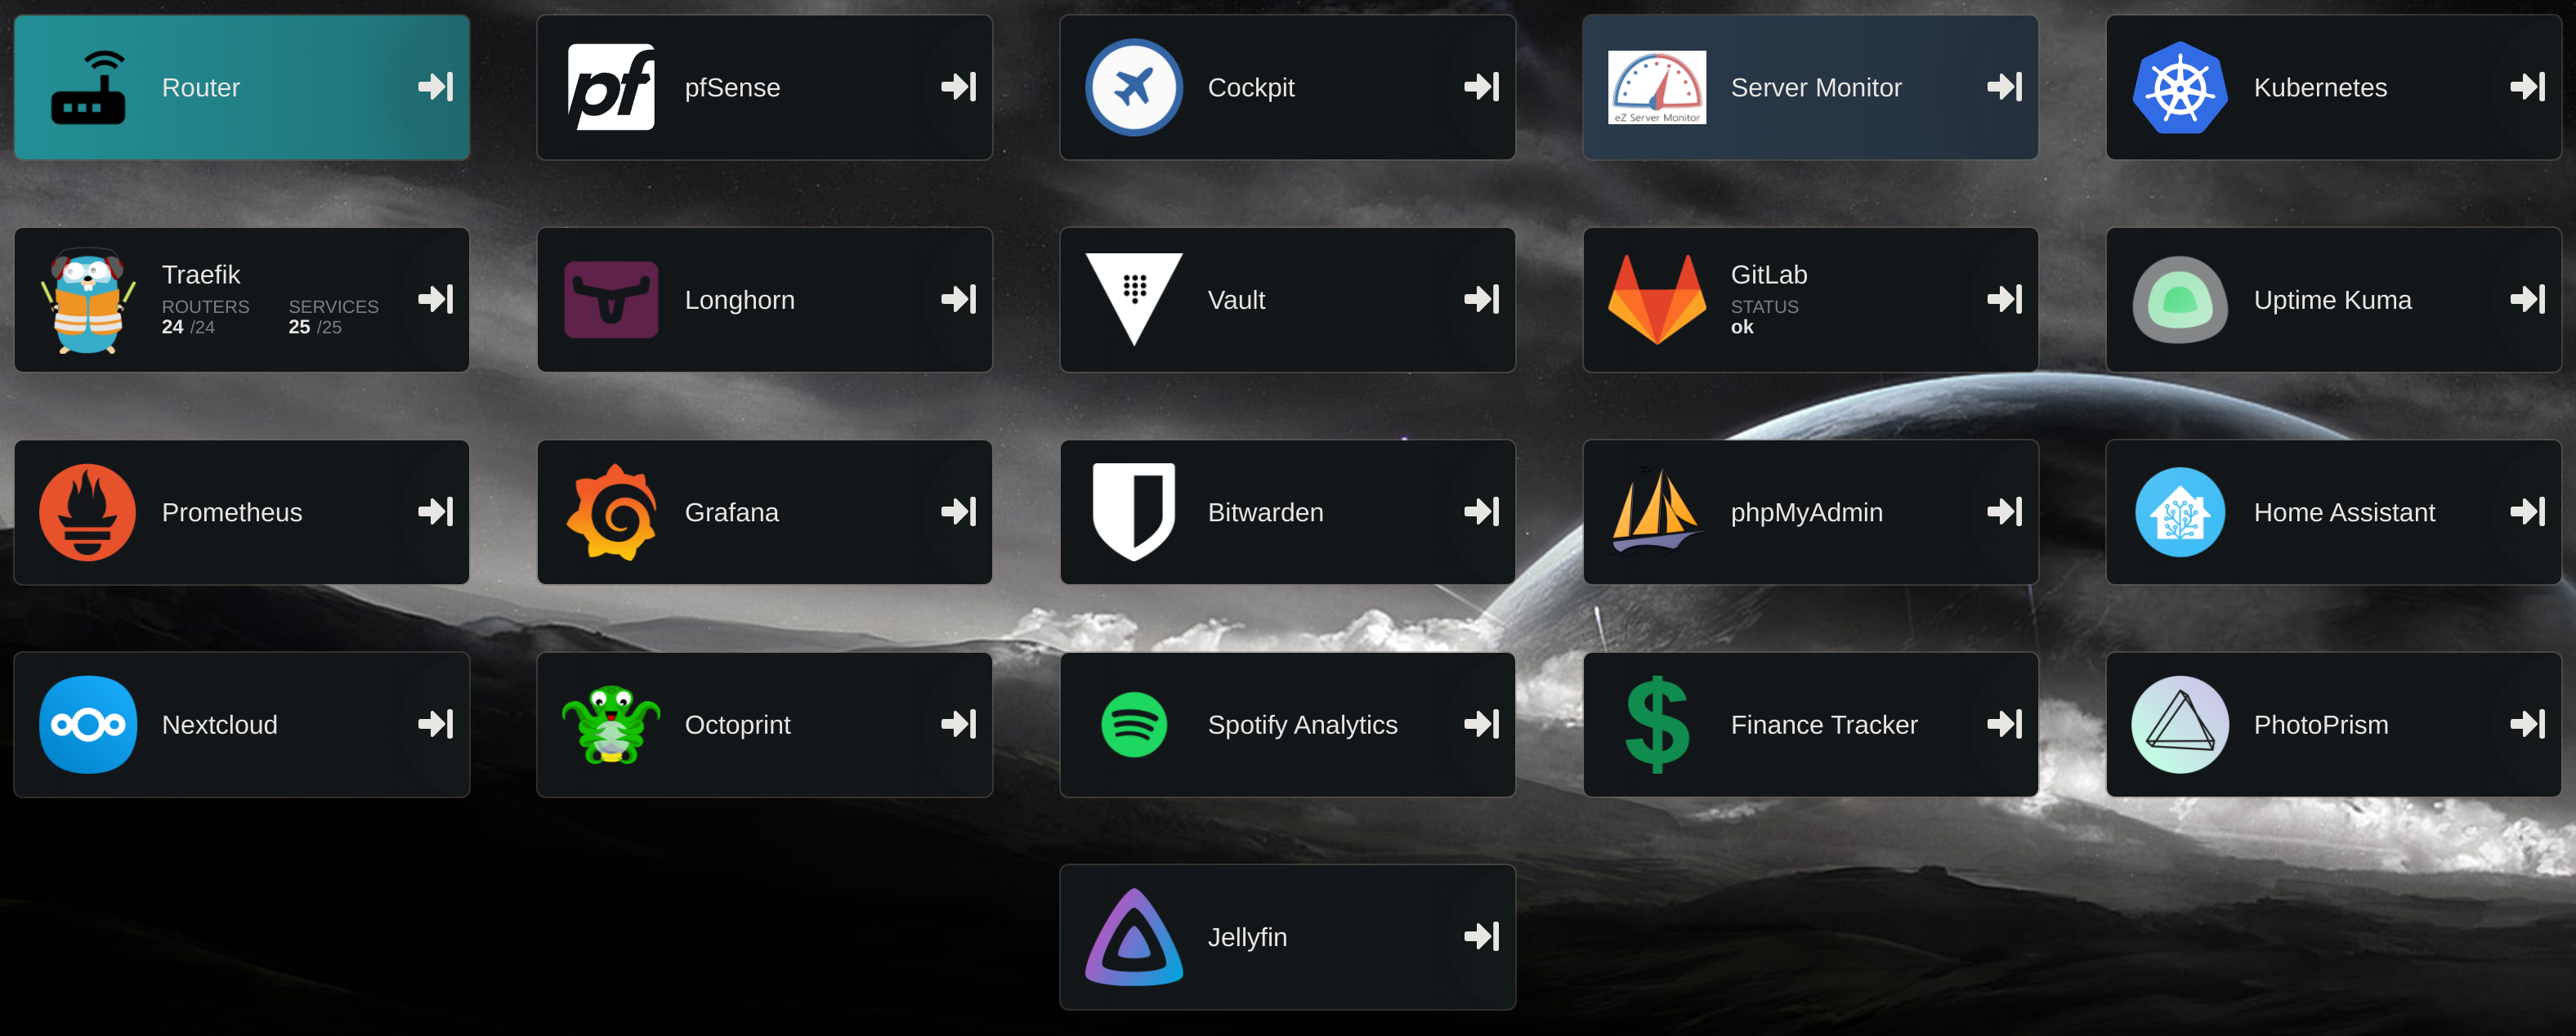 Router
pf
pfSense
Cockpit
eZ Server Monitor
Server Monitor
Kubernetes
Traefik
ROUTERS SERVICES
24 /24 25 /25
Longhorn
Vault
GitLab
STATUS
ok
Uptime Kuma
Prometheus
Grafana
Bitwarden
phpMyAdmin
Home Assistant
Nextcloud
Octoprint
Spotify Analytics
$
Finance Tracker
PhotoPrism
Jellyfin